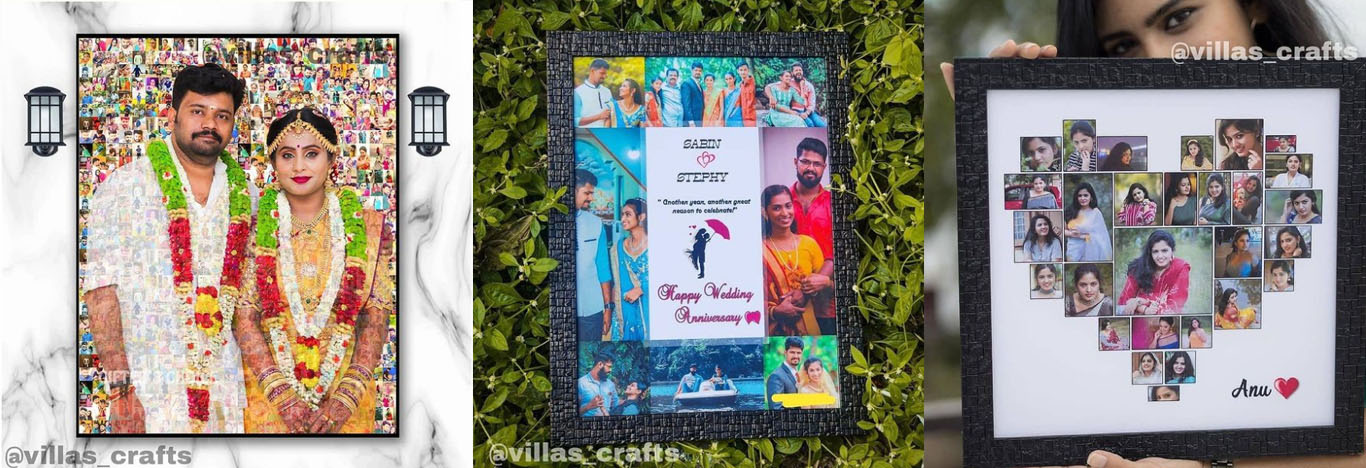 @villas_crafts
@villas_crafts
SABIN
STEPHY
" Another year, another great
reason to celebrate!"
Happy Wedding
Anniversary
@villas_crafts
@villas_crafts
Anu